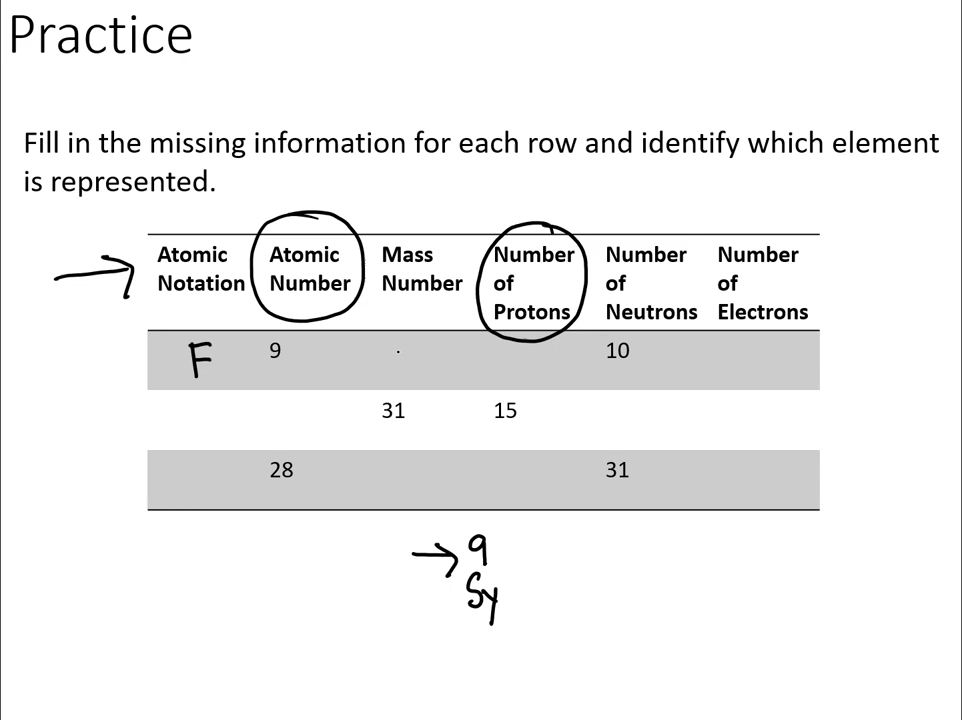 Practice
Fill in the missing information for each row and identify which element
is represented.
Atomic Notation Atomic Number Mass Number Number of Protons Number of Neutrons Number of Electrons
F 9 10
31 15
28 31
9
Sy